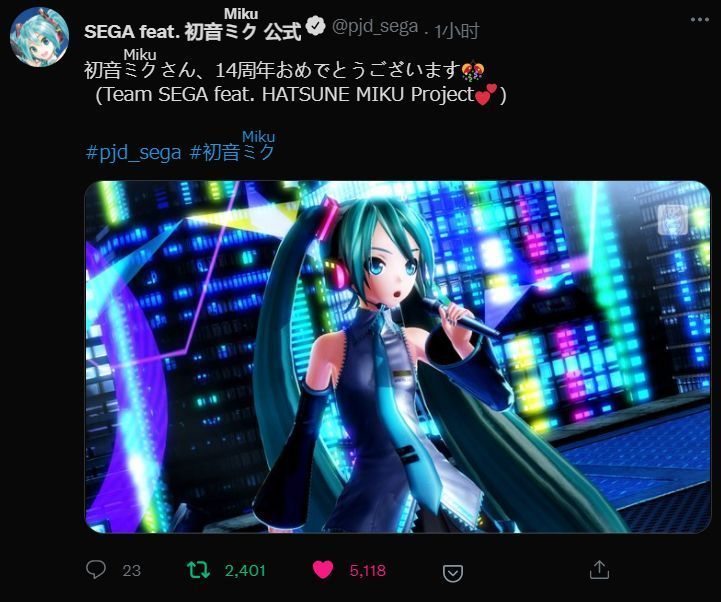 Miku
SEGA feat. 初音ミク 公式 @pjd_sega · 1小时
Miku
初音ミクさん、14周年おめでとうございます🎊
(Team SEGA feat. HATSUNE MIKU Project💕)
Miku
#pjd_sega #初音ミク
23 2,401 5,118